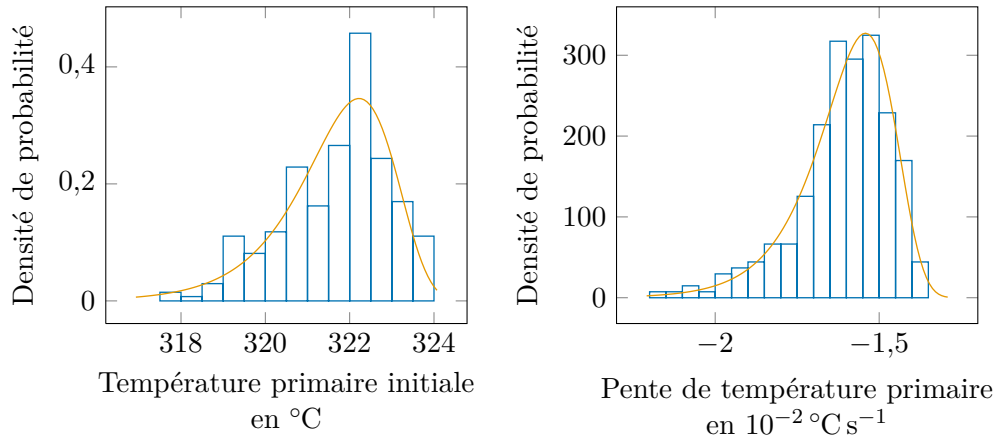 Densité de probabilité
0,4
0,2
0
318 320 322 324
Température primaire initiale
en °C
Densité de probabilité
300
200
100
0
−2 −1,5
Pente de température primaire
en 10⁻² °C s⁻¹